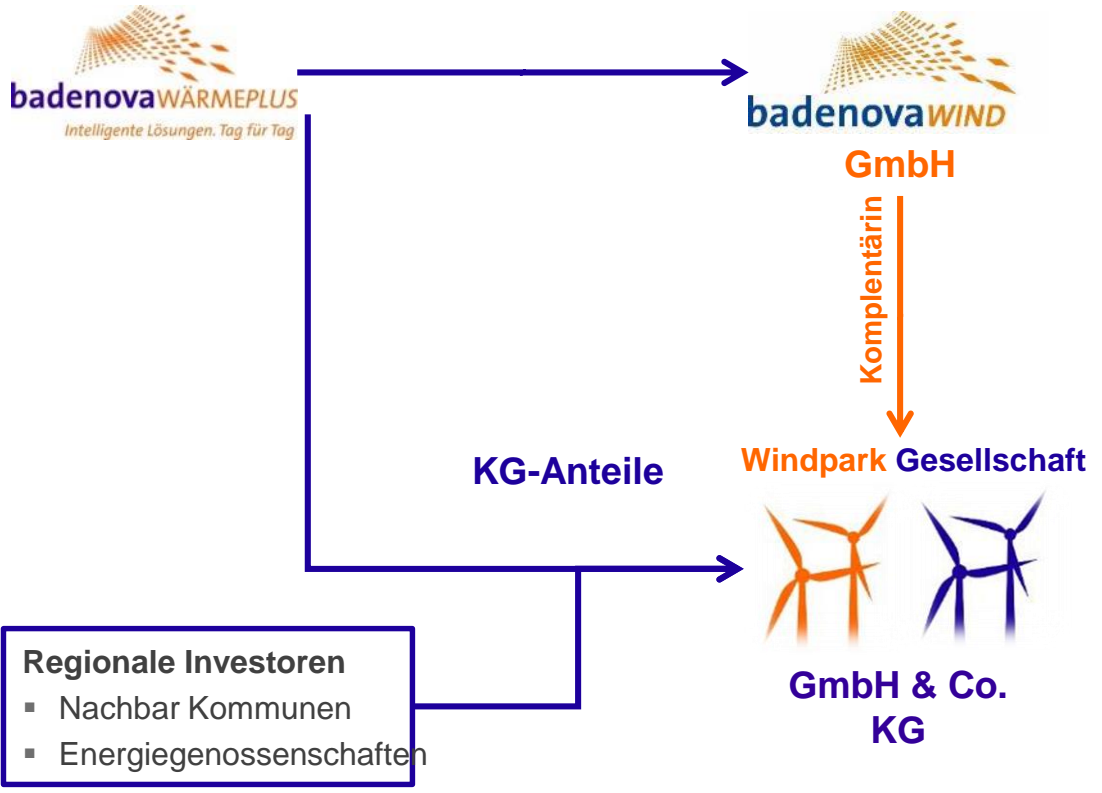 badenovaWÄRMEPLUS
Intelligente Lösungen. Tag für Tag
badenovaWIND
GmbH
Komplentärin
KG-Anteile
Windpark Gesellschaft
GmbH & Co.
KG
Regionale Investoren
▪ Nachbar Kommunen
▪ Energiegenossenschaften